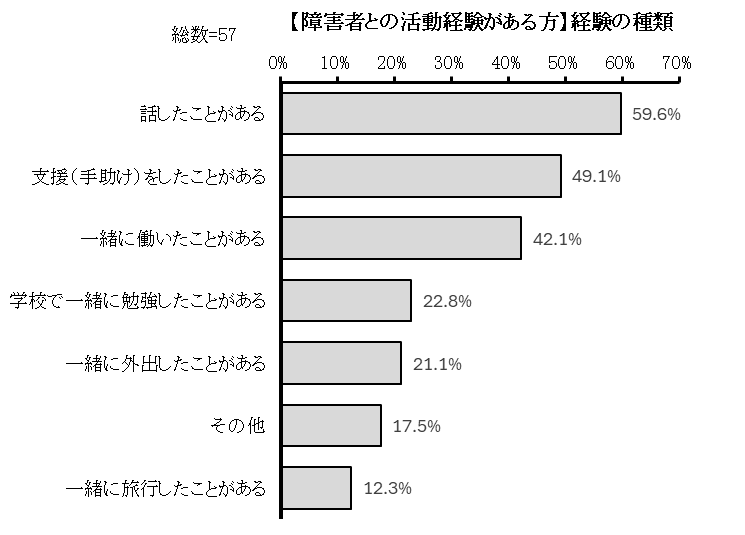 【障害者との活動経験がある方】経験の種類
総数=57
0% 10% 20% 30% 40% 50% 60% 70%
話したことがある 59.6%
支援（手助け）をしたことがある 49.1%
一緒に働いたことがある 42.1%
学校で一緒に勉強したことがある 22.8%
一緒に外出したことがある 21.1%
その他 17.5%
一緒に旅行したことがある 12.3%